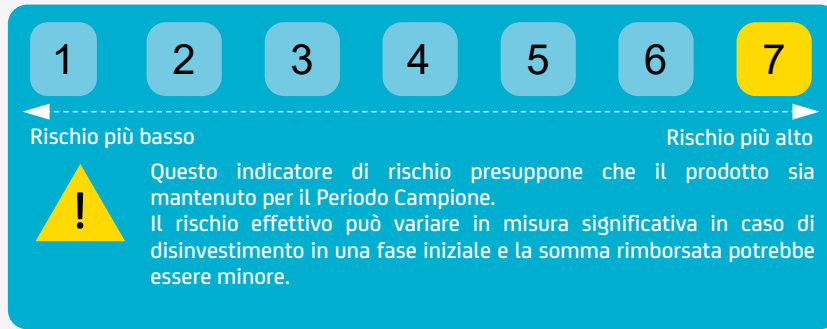 1 2 3 4 5 6 7
Rischio più basso Rischio più alto
!
Questo indicatore di rischio presuppone che il prodotto sia
mantenuto per il Periodo Campione.
Il rischio effettivo può variare in misura significativa in caso di
disinvestimento in una fase iniziale e la somma rimborsata potrebbe
essere minore.